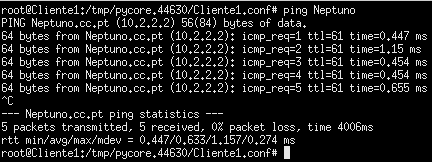 root@Cliente1:/tmp/pycore.44630/Cliente1.conf# ping Neptuno
PING Neptuno.cc.pt (10.2.2.2) 56(84) bytes of data.
64 bytes from Neptuno.cc.pt (10.2.2.2): icmp_req=1 ttl=61 time=0.447 ms
64 bytes from Neptuno.cc.pt (10.2.2.2): icmp_req=2 ttl=61 time=1.15 ms
64 bytes from Neptuno.cc.pt (10.2.2.2): icmp_req=3 ttl=61 time=0.454 ms
64 bytes from Neptuno.cc.pt (10.2.2.2): icmp_req=4 ttl=61 time=0.454 ms
64 bytes from Neptuno.cc.pt (10.2.2.2): icmp_req=5 ttl=61 time=0.655 ms
^C
--- Neptuno.cc.pt ping statistics ---
5 packets transmitted, 5 received, 0% packet loss, time 4006ms
rtt min/avg/max/mdev = 0.447/0.633/1.157/0.274 ms
root@Cliente1:/tmp/pycore.44630/Cliente1.conf#